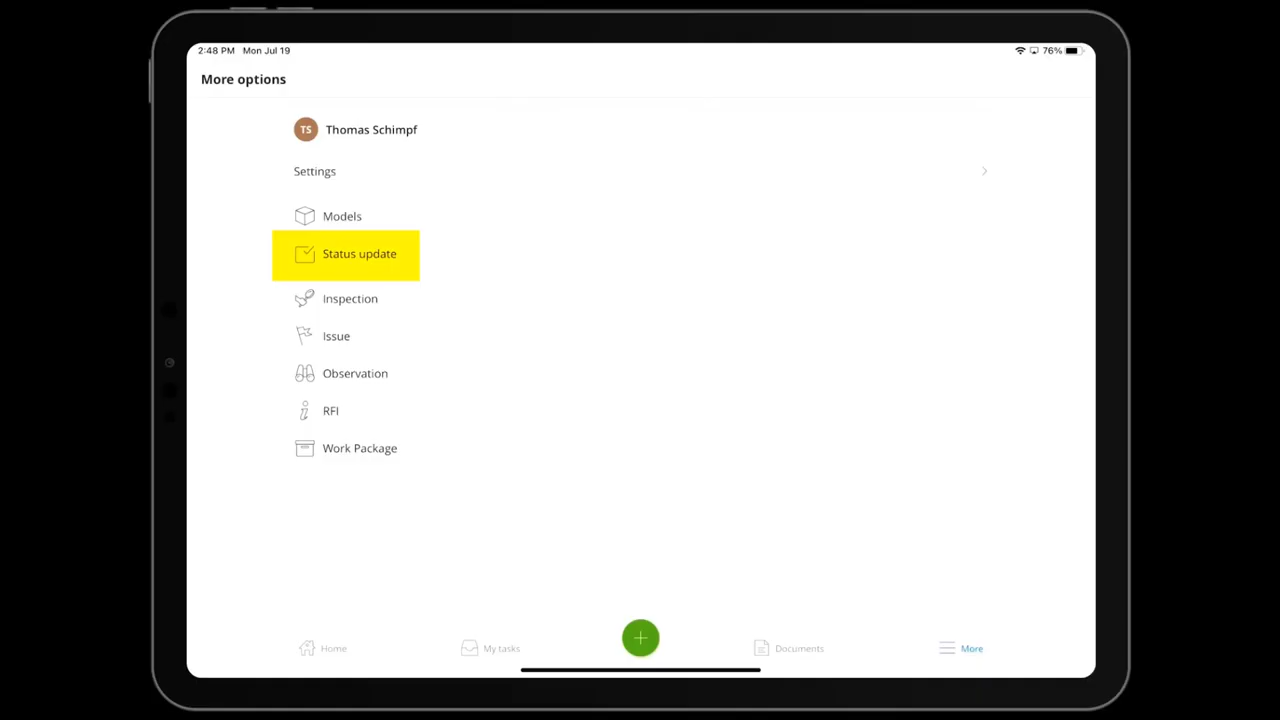 2:48 PM Mon Jul 19
76%
More options
TS Thomas Schimpf
Settings
Models
Status update
Inspection
Issue
Observation
RFI
Work Package
Home My tasks Documents More